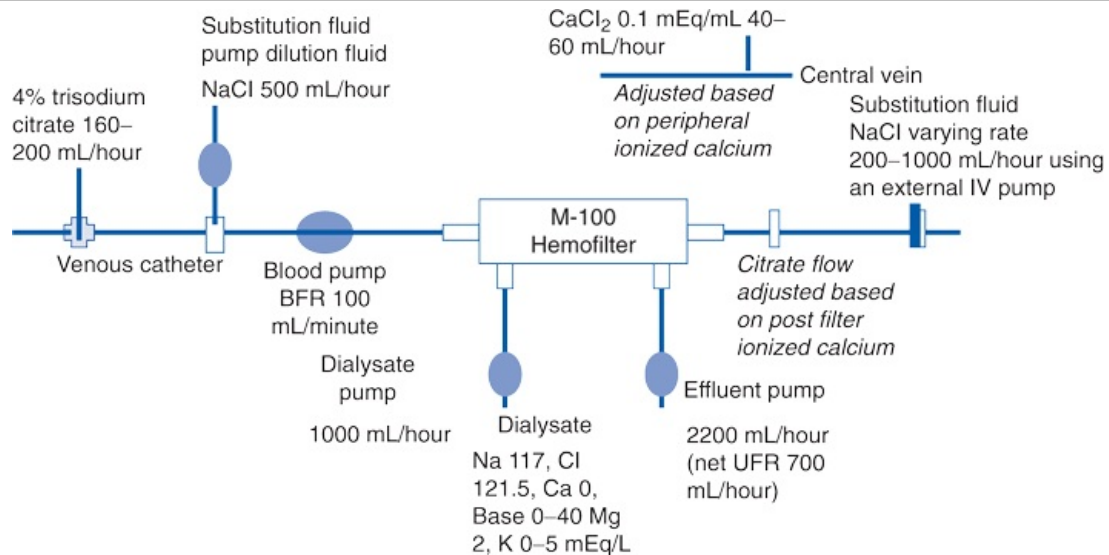 4% trisodium
citrate 160–
200 mL/hour
Substitution fluid
pump dilution fluid
NaCl 500 mL/hour
CaCl₂ 0.1 mEq/mL 40–
60 mL/hour
Central vein
Adjusted based
on peripheral
ionized calcium
Substitution fluid
NaCl varying rate
200–1000 mL/hour using
an external IV pump
Venous catheter
Blood pump
BFR 100
mL/minute
M-100
Hemofilter
Citrate flow
adjusted based
on post filter
ionized calcium
Dialysate
pump
1000 mL/hour
Dialysate
Na 117, Cl
121.5, Ca 0,
Base 0–40 Mg
2, K 0–5 mEq/L
Effluent pump
2200 mL/hour
(net UFR 700
mL/hour)